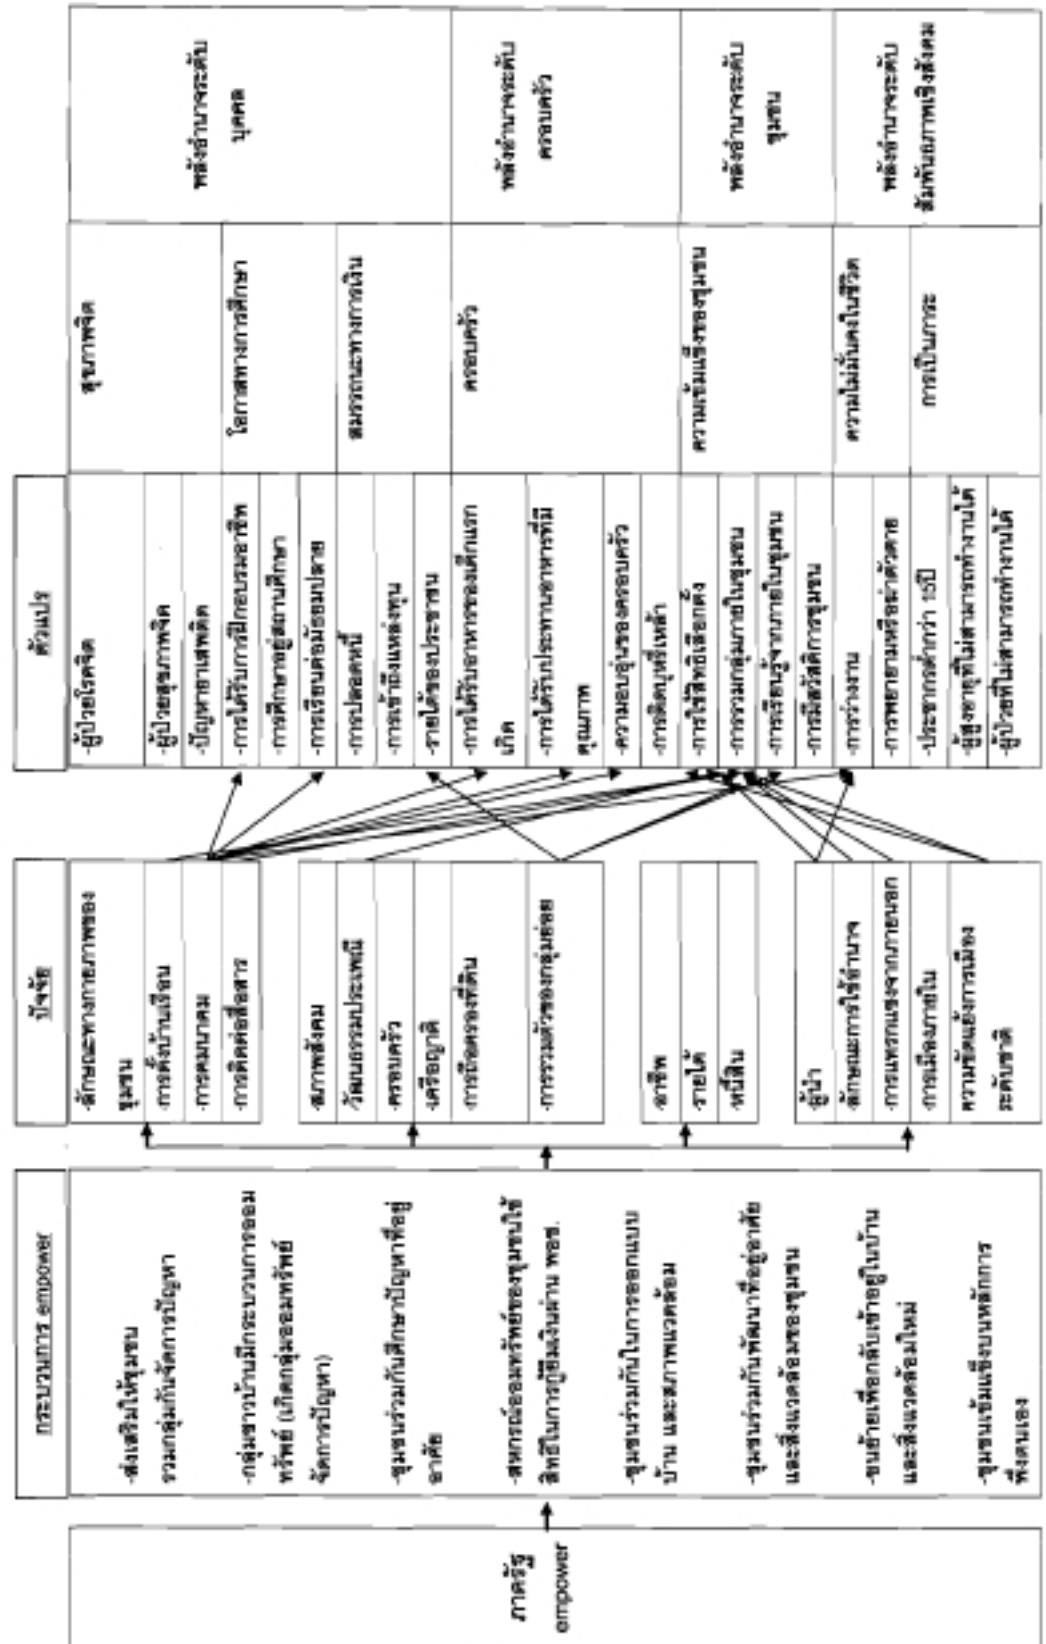 ภาครัฐ
empower
กระบวนการ empower
-ส่งเสริมให้ชุมชน
รวมกลุ่มกันจัดการปัญหา
-กลุ่มชาวบ้านมีกระบวนการออม
ทรัพย์ (เกิดกลุ่มออมทรัพย์
จัดการปัญหา)
-ชุมชนร่วมกันศึกษาปัญหาที่อยู่
อาศัย
-สหกรณ์ออมทรัพย์ของชุมชนใช้
สิทธิในการกู้ยืมเงินผ่าน พอช.
-ชุมชนร่วมกันในการออกแบบ
บ้าน และสภาพแวดล้อม
-ชุมชนร่วมกันพัฒนาที่อยู่อาศัย
และสิ่งแวดล้อมของชุมชน
-ขนย้ายเพื่อกลับเข้าอยู่ในบ้าน
และสิ่งแวดล้อมใหม่
-ชุมชนเข้มแข็งบนหลักการ
พึ่งตนเอง
ปัจจัย
-ลักษณะทางกายภาพของ
ชุมชน
-การตั้งบ้านเรือน
-การคมนาคม
-การติดต่อสื่อสาร
-สภาพสังคม
วัฒนธรรมประเพณี
-ครอบครัว
-เครือญาติ
-การถือครองที่ดิน
-การรวมตัวของกลุ่มย่อย
-อาชีพ
-รายได้
-หนี้สิน
-ผู้นำ
-ลักษณะการใช้อำนาจ
-การแทรกแซงจากภายนอก
-การเมืองภายใน
ความขัดแย้งการเมือง
ระดับชาติ
ตัวแปร
-ผู้ป่วยโรคจิต
-ผู้ป่วยสุขภาพจิต
-ปัญหายาเสพติด
-การได้รับการฝึกอบรมอาชีพ
-การศึกษาอยู่สถานศึกษา
-การเรียนต่อมัธยมปลาย
-การปลอดหนี้
-การเข้าถึงแหล่งทุน
รายได้ของประชาชน
-การได้รับอาหารของเด็กแรก
เกิด
-การได้รับประทานอาหารที่มี
คุณภาพ
-ความอบอุ่นของครอบครัว
-การติดบุหรี่เหล้า
-การใช้สิทธิเลือกตั้ง
-การรวมกลุ่มภายในชุมชน
-การเรียนรู้จากภายในชุมชน
-การมีสวัสดิการชุมชน
-การว่างงาน
-การพยายามหรือฆ่าตัวตาย
-ประชากรต่ำกว่า 15ปี
-ผู้สูงอายุที่ไม่สามารถทำงานได้
-ผู้ป่วยที่ไม่สามารถทำงานได้
สุขภาพจิต
โอกาสทางการศึกษา
สมรรถนะทางการเงิน
ครอบครัว
ความเข้มแข็งของชุมชน
ความไม่มั่นคงในชีวิต
การเป็นภาระ
พลังอำนาจระดับ
บุคคล
พลังอำนาจระดับ
ครอบครัว
พลังอำนาจระดับ
ชุมชน
พลังอำนาจระดับ
สัมพันธภาพเชิงสังคม